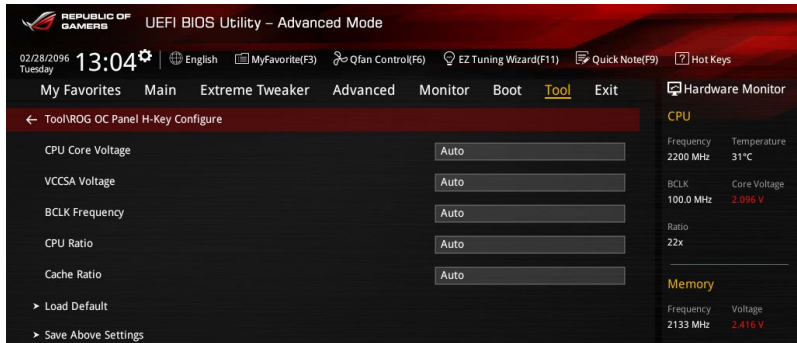 REPUBLIC OF
GAMERS
UEFI BIOS Utility – Advanced Mode
02/28/2096
Tuesday
13:04
English
MyFavorite(F3)
Qfan Control(F6)
EZ Tuning Wizard(F11)
Quick Note(F9)
? Hot Keys
My Favorites
Main
Extreme Tweaker
Advanced
Monitor
Boot
Tool
Exit
Hardware Monitor
← Tool\ROG OC Panel H-Key Configure
CPU Core Voltage
Auto
VCCSA Voltage
Auto
BCLK Frequency
Auto
CPU Ratio
Auto
Cache Ratio
Auto
> Load Default
> Save Above Settings
CPU
Frequency Temperature
2200 MHz 31°C
BCLK Core Voltage
100.0 MHz 2.096 V
Ratio
22x
Memory
Frequency Voltage
2133 MHz 2.416 V